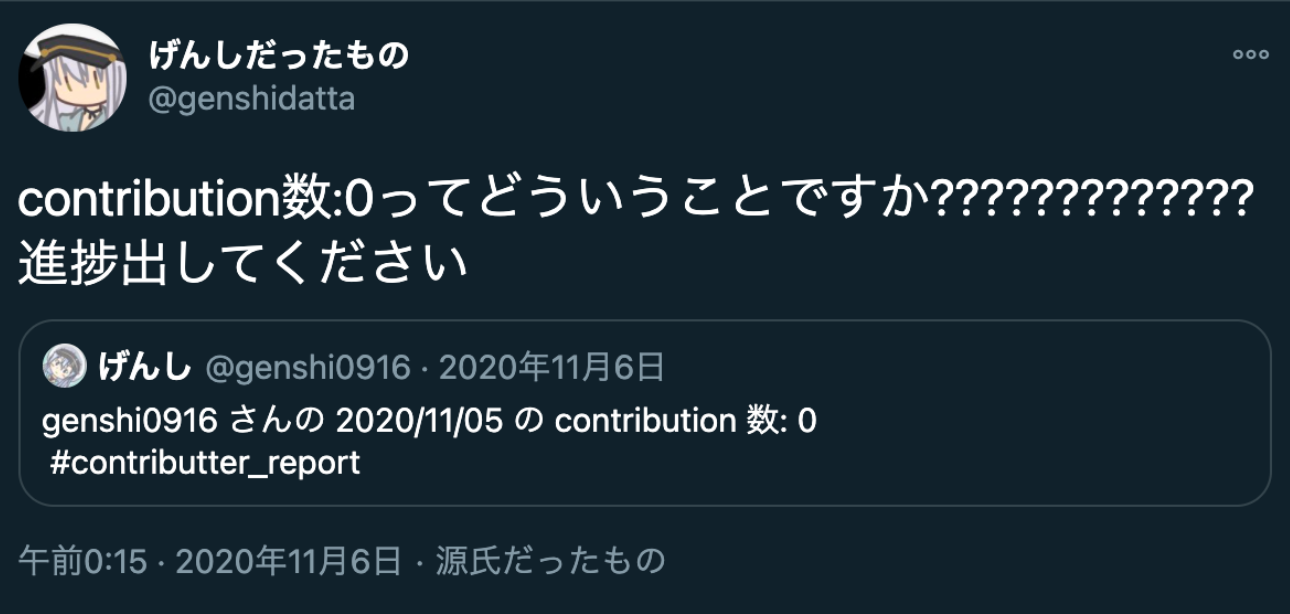 げんしだったもの
@genshidatta
contribution数:0ってどういうことですか?????????????
進捗出してください
げんし @genshi0916 · 2020年11月6日
genshi0916 さんの 2020/11/05 の contribution 数: 0
#contributter_report
午前0:15 · 2020年11月6日 · 源氏だったもの